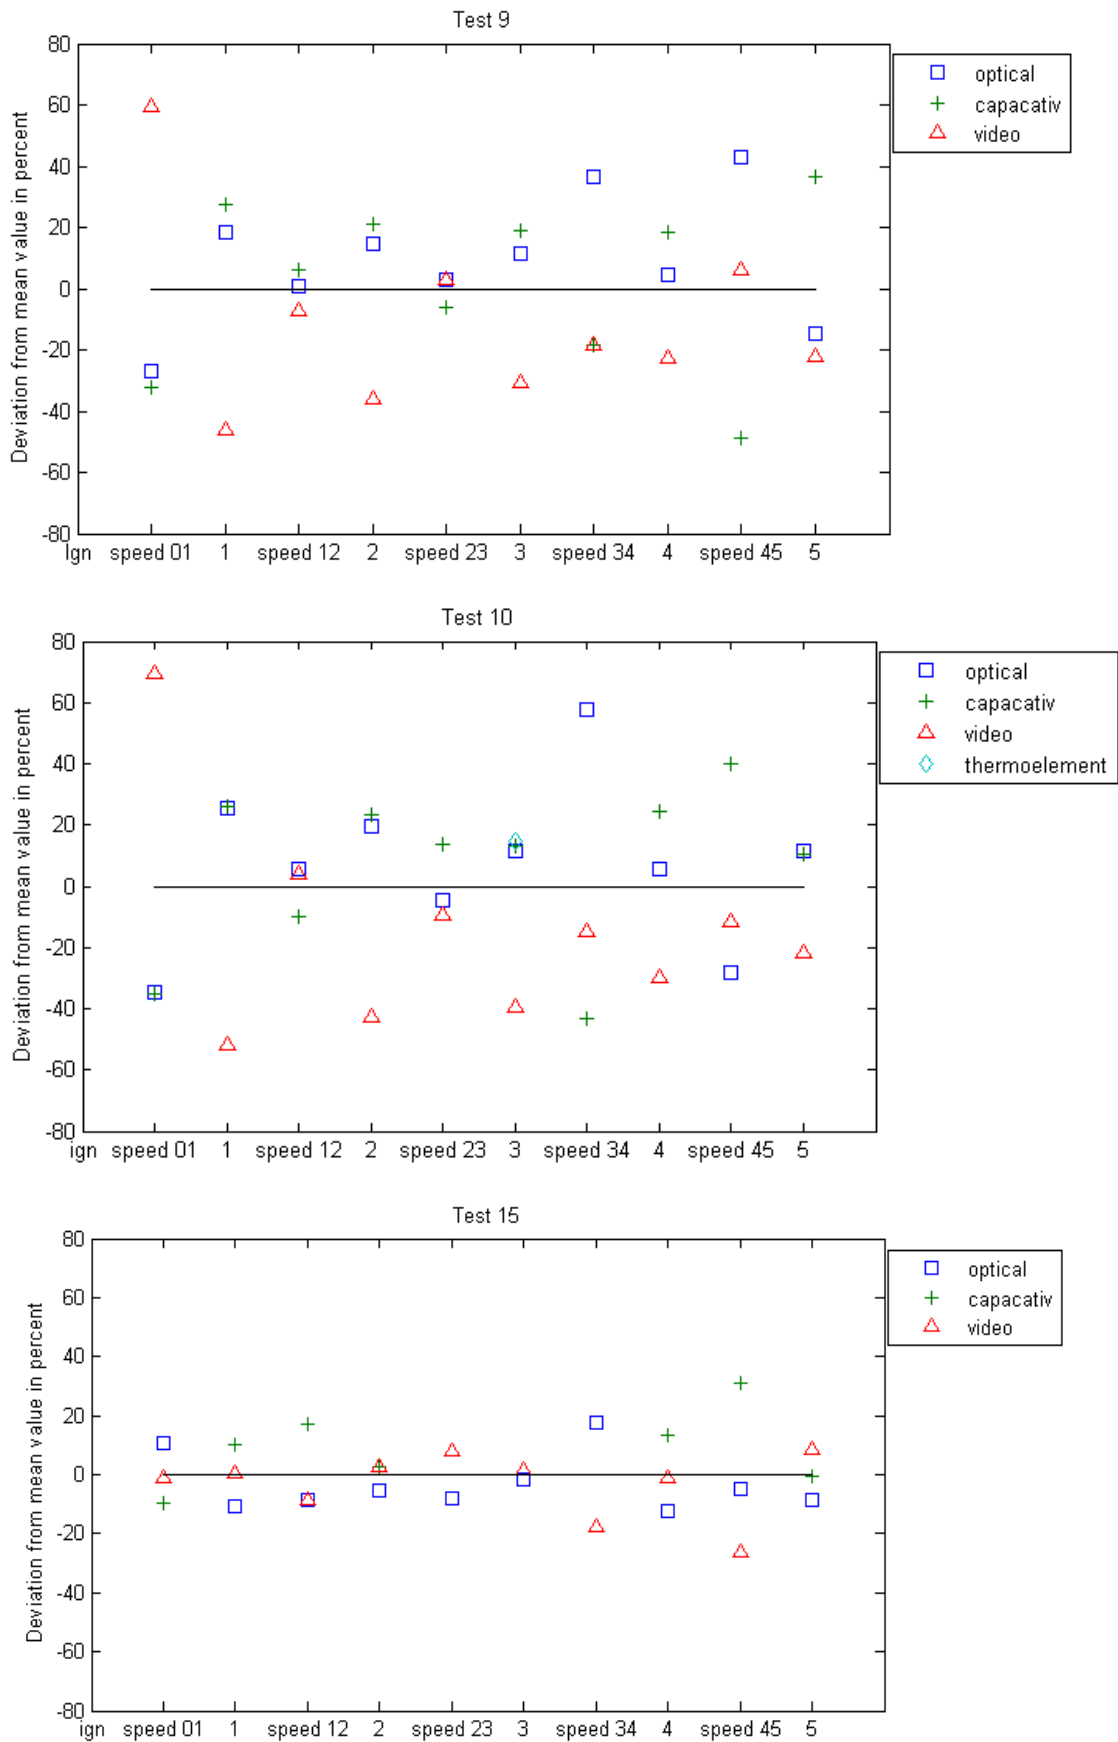 Test 9
Deviation from mean value in percent
80
60
40
20
0
-20
-40
-60
-80
Ign speed 01 1 speed 12 2 speed 23 3 speed 34 4 speed 45 5
optical
capacativ
video
Test 10
Deviation from mean value in percent
80
60
40
20
0
-20
-40
-60
-80
ign speed 01 1 speed 12 2 speed 23 3 speed 34 4 speed 45 5
optical
capacativ
video
thermoelement
Test 15
Deviation from mean value in percent
80
60
40
20
0
-20
-40
-60
-80
ign speed 01 1 speed 12 2 speed 23 3 speed 34 4 speed 45 5
optical
capacativ
video